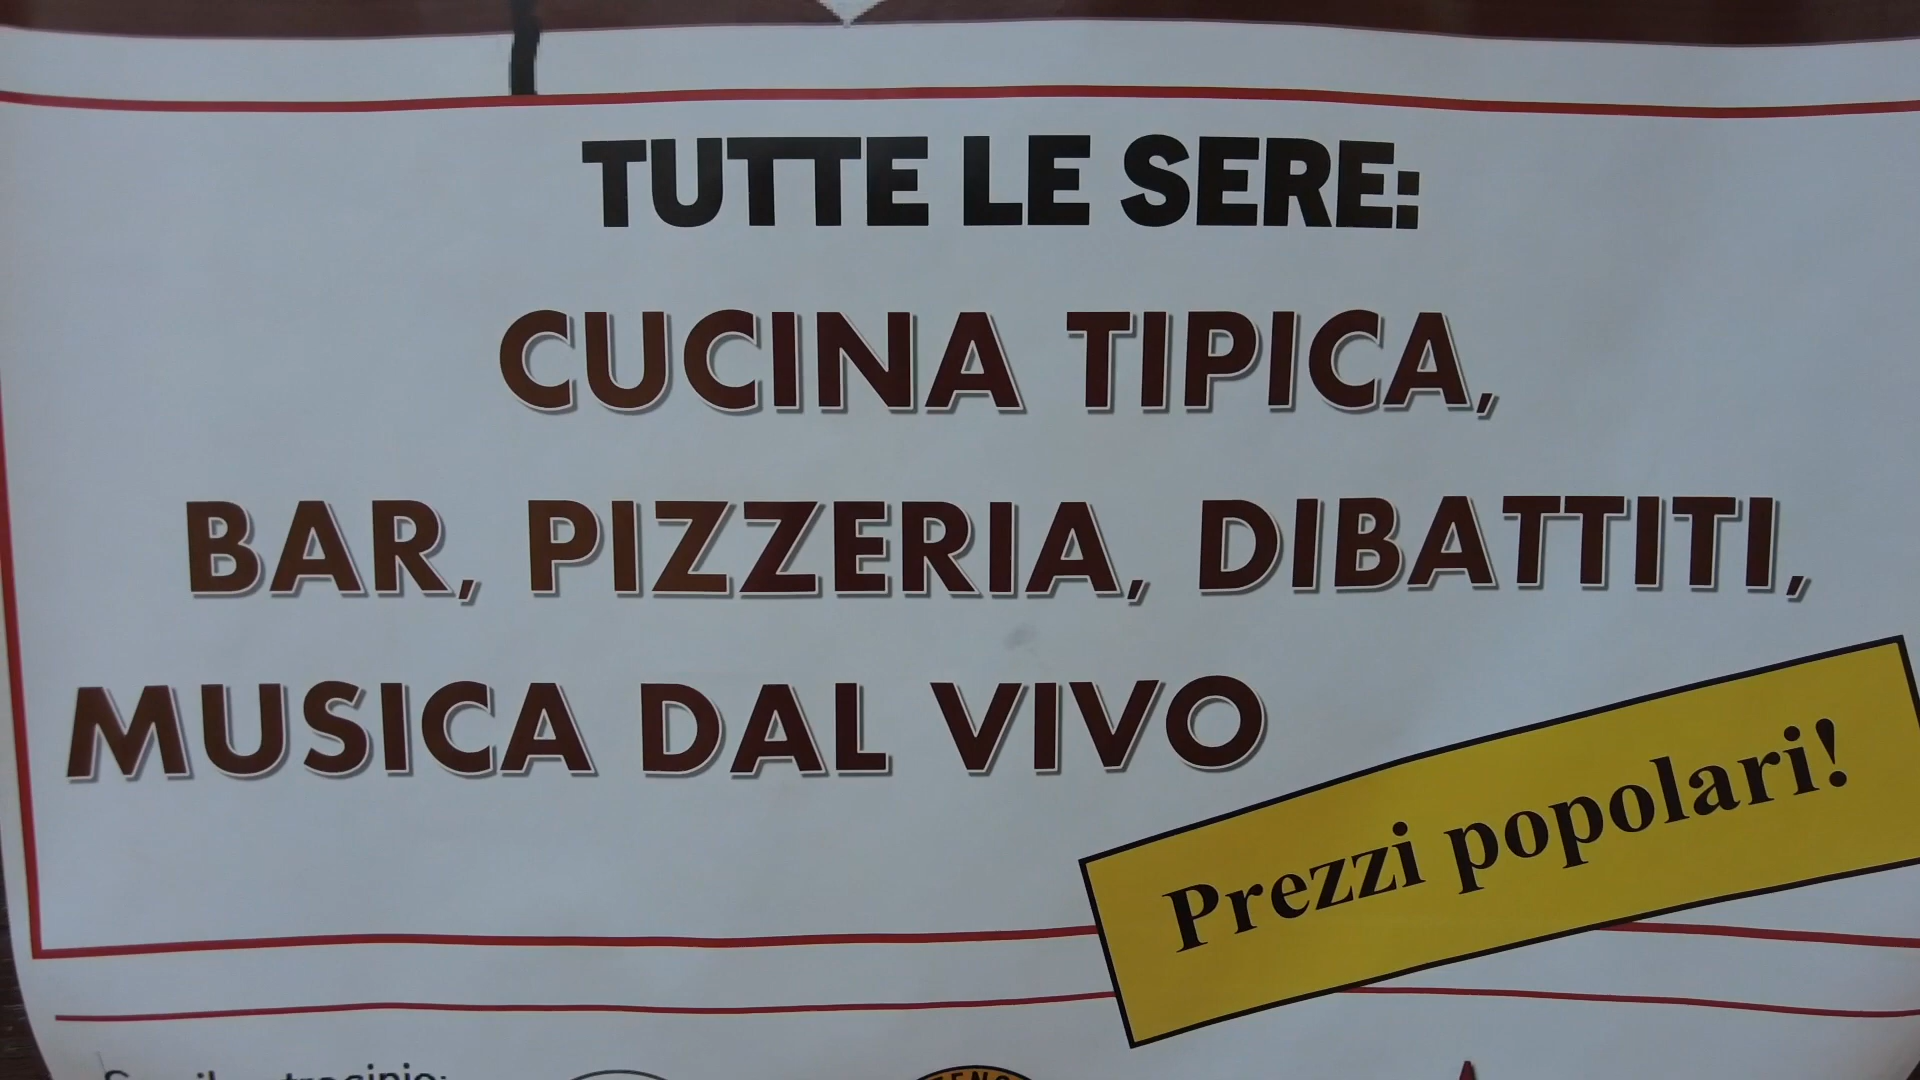 TUTTE LE SERE:
CUCINA TIPICA,
BAR, PIZZERIA, DIBATTITI,
MUSICA DAL VIVO
Prezzi popolari!